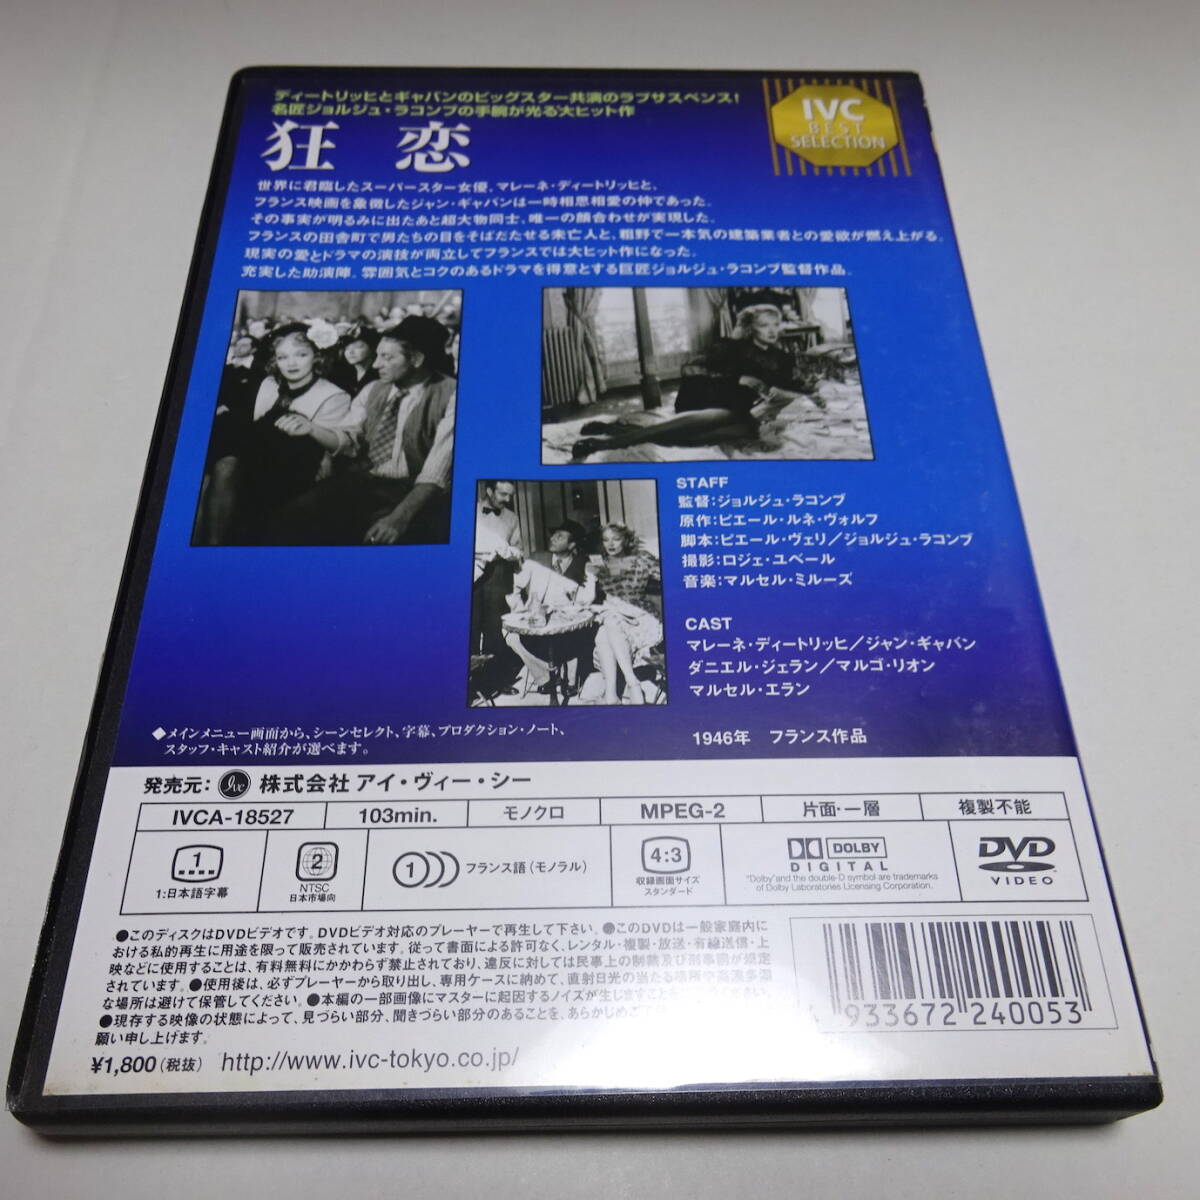 ディートリッヒとギャバンのビッグスター共演のラブサスペンス!
名匠ジョルジュ・ラコンブの手腕が光る大ヒット作
狂恋
IVC
BEST
SELECTION
世界に君臨したスーパースター女優、マレーネ・ディートリッヒと、
フランス映画を象徴したジャン・ギャバンは一時相思相愛の仲であった。
その事実が明るみに出たあと超大物同士、唯一の顔合わせが実現した。
フランスの田舎町で男たちの目をそばだたせる未亡人と、粗野で一本気の建築業者との愛欲が燃え上がる。
現実の愛とドラマの演技が両立してフランスでは大ヒット作になった。
充実した助演陣。雰囲気とコクのあるドラマを得意とする巨匠ジョルジュ・ラコンブ監督作品。
STAFF
監督:ジョルジュ・ラコンブ
原作:ピエール・ルネ・ヴォルフ
脚本:ピエール・ヴェリ/ジョルジュ・ラコンブ
撮影:ロジェ・ユベール
音楽:マルセル・ミルーズ
CAST
マレーネ・ディートリッヒ/ジャン・ギャバン
ダニエル・ジェラン/マルゴ・リオン
マルセル・エラン
◆メインメニュー画面から、シーンセレクト、字幕、プロダクション・ノート、
スタッフ・キャスト紹介が選べます。
1946年 フランス作品
発売元: ivc 株式会社 アイ・ヴィー・シー
IVCA-18527 103min. モノクロ MPEG-2 片面・一層 複製不能
1
1:日本語字幕
2
NTSC
日本市場向
1 フランス語(モノラル)
4:3
収録画面サイズ
スタンダード
DOLBY
DIGITAL
"Dolby"and the double-D symbol are trademarks
of Dolby Laboratories Licensing Corporation.
DVD
VIDEO™
●このディスクはDVDビデオです。DVDビデオ対応のプレーヤーで再生して下さい。●このDVDは一般家庭内に
おける私的再生に用途を限って販売されています。従って書面による許可なく、レンタル・複製・放送・有線送信・上
映などに使用することは、有料無料にかかわらず禁止されており、違反に対しては民事上の制裁及び刑事罰が規定
されています。●使用後は、必ずプレーヤーから取り出し、専用ケースに納めて、直射日光の当たる場所や高温多湿
な場所は避けて保管してください。●本編の一部画像にマスターに起因するノイズが生じますことを
●現存する映像の状態によって、見づらい部分、聞きづらい部分のあることを、あらかじめご
願い申し上げます。
¥1,800(税抜) http://www.ivc-tokyo.co.jp/
933672 240053